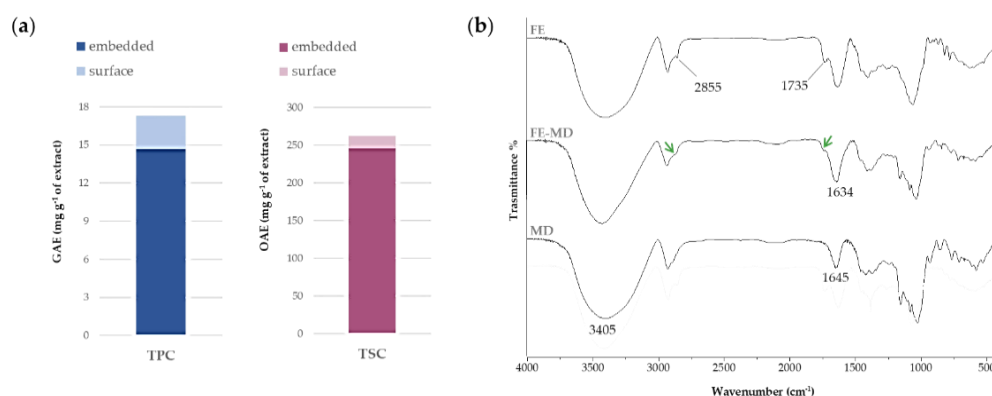 (a)
embedded
surface
GAE (mg g⁻¹ of extract)
18
15
12
9
6
3
0
TPC
embedded
surface
OAE (mg g⁻¹ of extract)
300
250
200
150
100
50
0
TSC
(b)
Trasmittance %
FE
2855
1735
FE-MD
1634
MD
1645
3405
4000 3500 3000 2500 2000 1500 1000 500
Wavenumber (cm⁻¹)